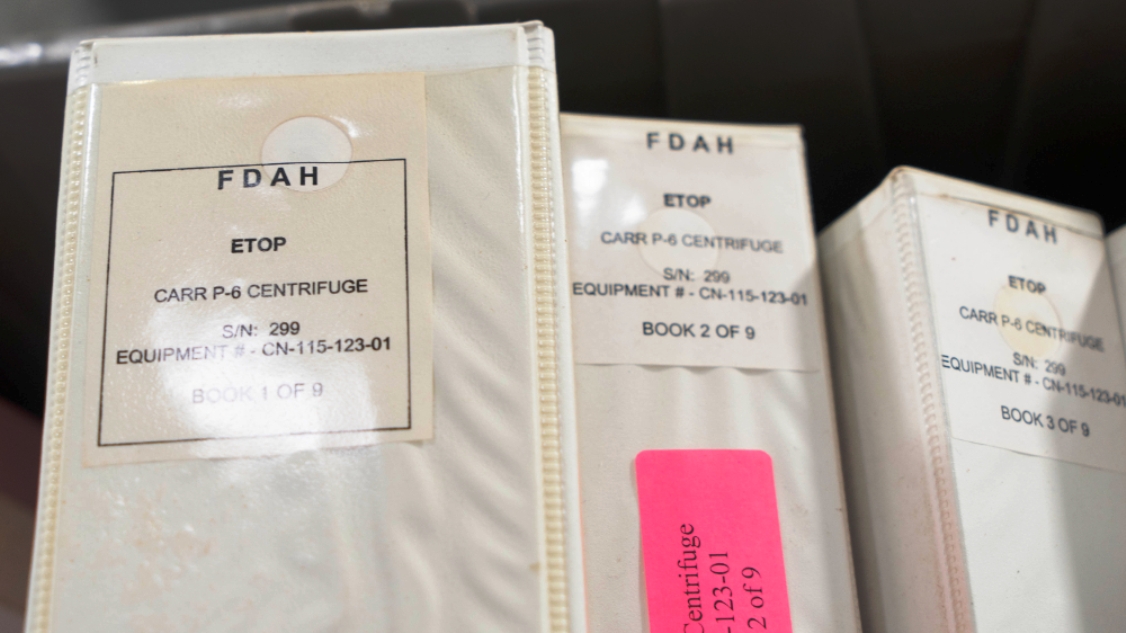 FDAH
ETOP
CARR P-6 CENTRIFUGE
S/N: 299
EQUIPMENT # - CN-115-123-01
BOOK 1 OF 9
FDAH
ETOP
CARR P-6 CENTRIFUGE
S/N: 299
EQUIPMENT # - CN-115-123-01
BOOK 2 OF 9
Centrifuge
-123-01
2 of 9
FDAH
ETOP
CARR P-6 CENTRIFUGE
S/N: 299
EQUIPMENT # - CN-115-123-01
BOOK 3 OF 9